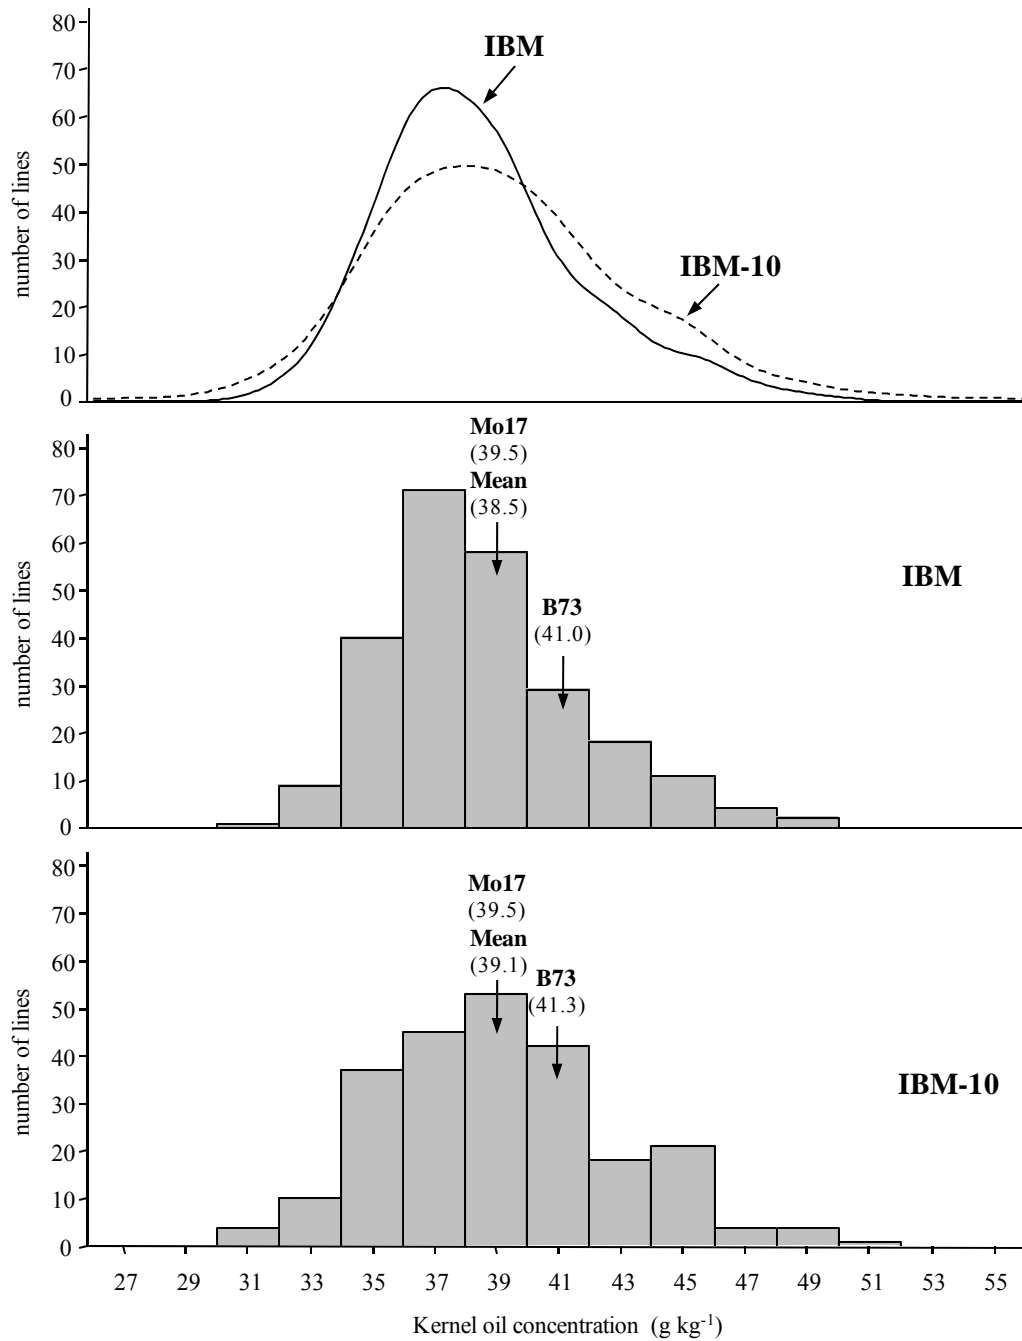 80
70
60
50
40
30
20
10
0
number of lines
IBM
IBM-10
80
70
60
50
40
30
20
10
0
number of lines
Mo17
(39.5)
Mean
(38.5)
B73
(41.0)
IBM
80
70
60
50
40
30
20
10
0
number of lines
Mo17
(39.5)
Mean
(39.1)
B73
(41.3)
IBM-10
27 29 31 33 35 37 39 41 43 45 47 49 51 53 55
Kernel oil concentration (g kg⁻¹)